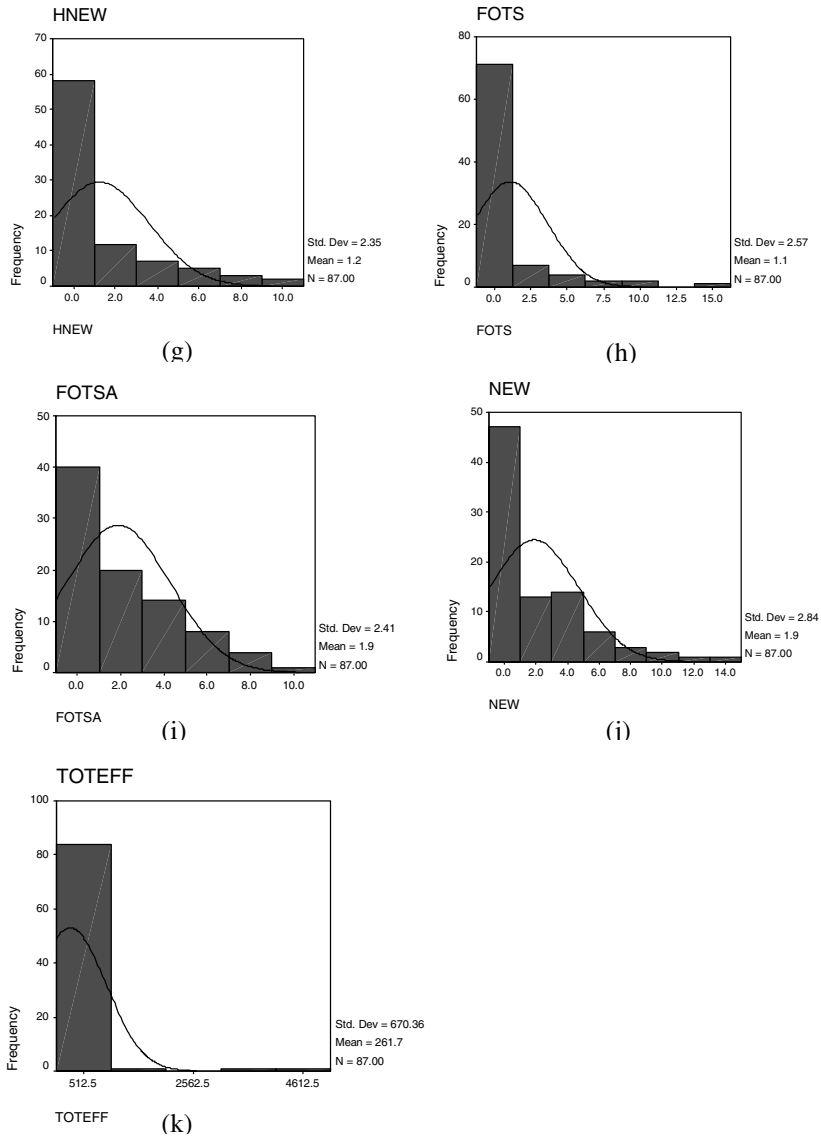 HNEW
70
60
50
40
30
20
10
0
Frequency
0.0 2.0 4.0 6.0 8.0 10.0
Std. Dev = 2.35
Mean = 1.2
N = 87.00
HNEW
(g)
FOTS
80
60
40
20
0
Frequency
0.0 2.5 5.0 7.5 10.0 12.5 15.0
Std. Dev = 2.57
Mean = 1.1
N = 87.00
FOTS
(h)
FOTSA
50
40
30
20
10
0
Frequency
0.0 2.0 4.0 6.0 8.0 10.0
Std. Dev = 2.41
Mean = 1.9
N = 87.00
FOTSA
(i)
NEW
50
40
30
20
10
0
Frequency
0.0 2.0 4.0 6.0 8.0 10.0 12.0 14.0
Std. Dev = 2.84
Mean = 1.9
N = 87.00
NEW
(j)
TOTEFF
100
80
60
40
20
0
Frequency
512.5 2562.5 4612.5
Std. Dev = 670.36
Mean = 261.7
N = 87.00
TOTEFF
(k)